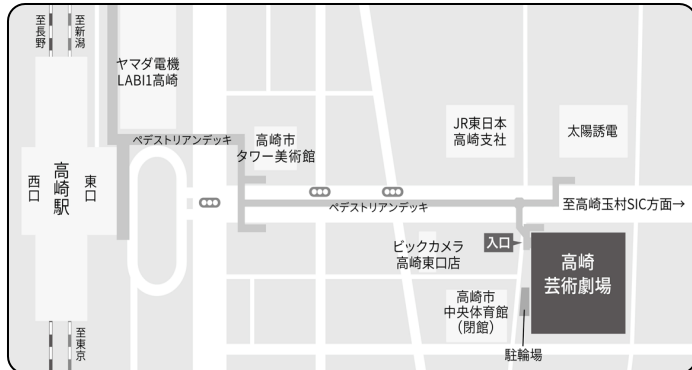 至長野
至新潟
ヤマダ電機
LABI1高崎
ペデストリアンデッキ
高崎市
タワー美術館
JR東日本
高崎支社
太陽誘電
西口
高崎駅
東口
ペデストリアンデッキ
至高崎玉村SIC方面→
ビックカメラ
高崎東口店
入口
高崎
芸術劇場
高崎市
中央体育館
（閉館）
至東京
駐輪場